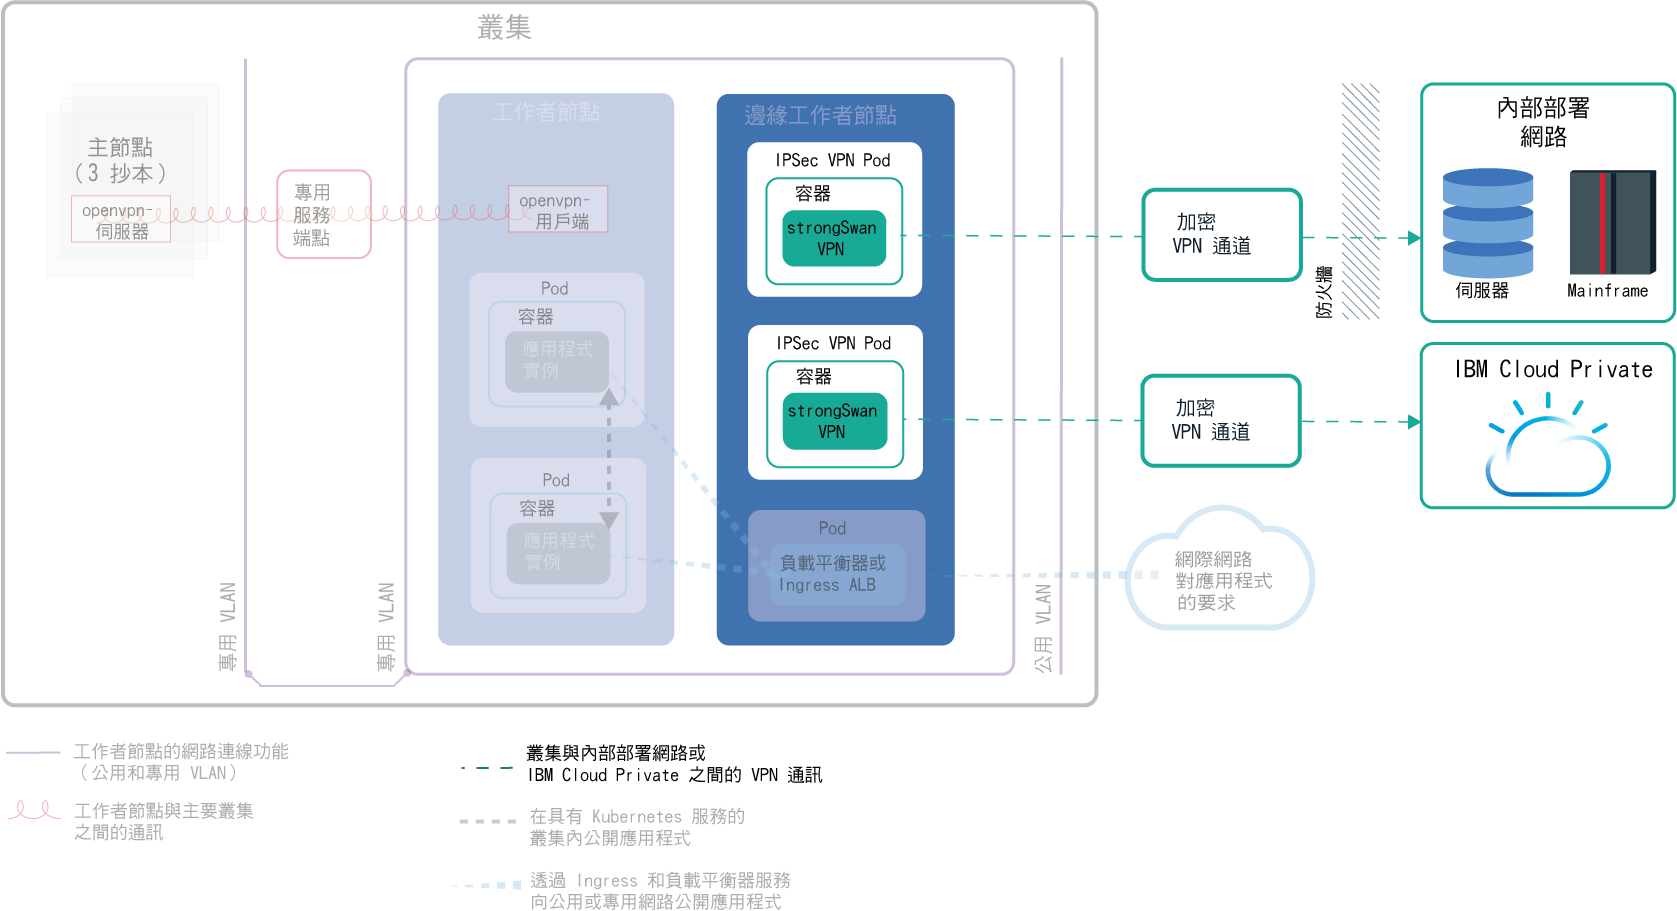 叢集
主節點
（3 抄本）
openvpn-
伺服器
專用
服務
端點
工作者節點
openvpn-
用戶端
Pod
容器
應用程式
實例
Pod
容器
應用程式
實例
邊緣工作者節點
IPSec VPN Pod
容器
strongSwan
VPN
IPSec VPN Pod
容器
strongSwan
VPN
Pod
負載平衡器或
Ingress ALB
專用 VLAN
專用 VLAN
公用 VLAN
加密
VPN 通道
加密
VPN 通道
防火牆
內部部署
網路
伺服器
Mainframe
IBM Cloud Private
網際網路
對應用程式
的要求
工作者節點的網路連線功能
（公用和專用 VLAN）
工作者節點與主要叢集
之間的通訊
叢集與內部部署網路或
IBM Cloud Private 之間的 VPN 通訊
在具有 Kubernetes 服務的
叢集內公開應用程式
透過 Ingress 和負載平衡器服務
向公用或專用網路公開應用程式